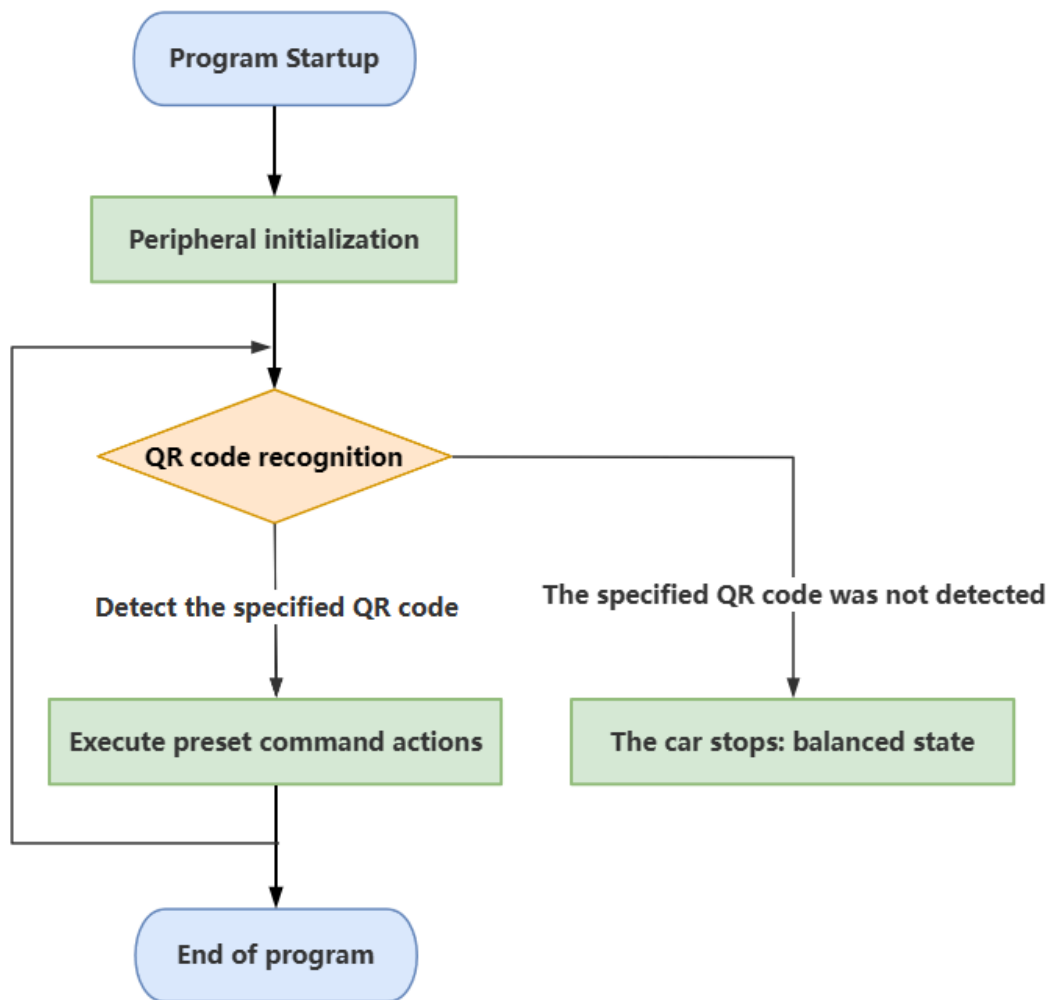 Program Startup
Peripheral initialization
QR code recognition
Detect the specified QR code
The specified QR code was not detected
Execute preset command actions
The car stops: balanced state
End of program